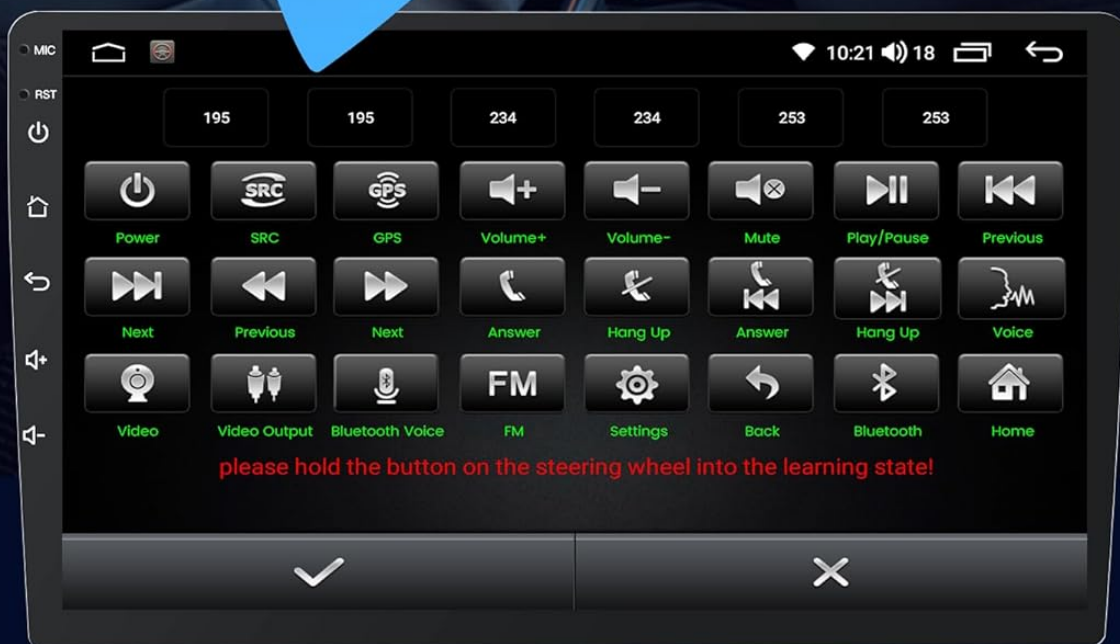 MIC
10:21 18
RST
195 195 234 234 253 253
SRC GPS
Power SRC GPS Volume+ Volume- Mute Play/Pause Previous
Next Previous Next Answer Hang Up Answer Hang Up Voice
FM
Video Video Output Bluetooth Voice FM Settings Back Bluetooth Home
please hold the button on the steering wheel into the learning state!